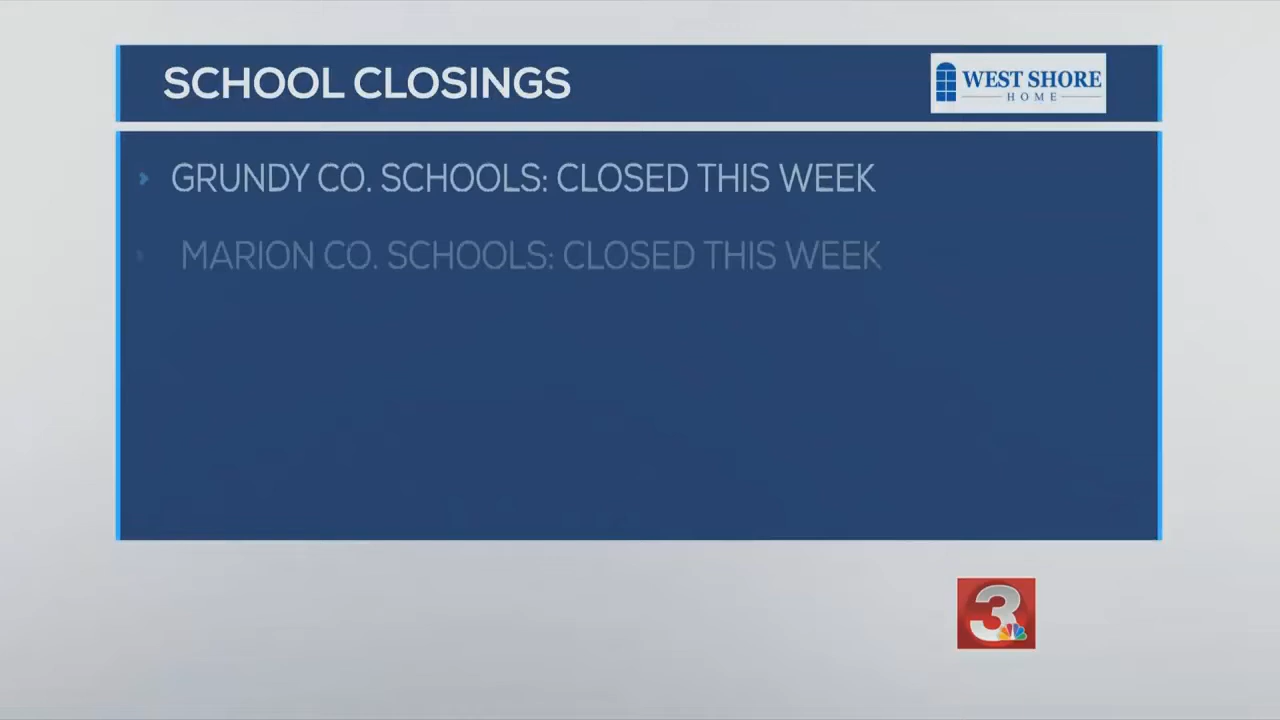 SCHOOL CLOSINGS
WEST SHORE
HOME
GRUNDY CO. SCHOOLS: CLOSED THIS WEEK
MARION CO. SCHOOLS: CLOSED THIS WEEK
3